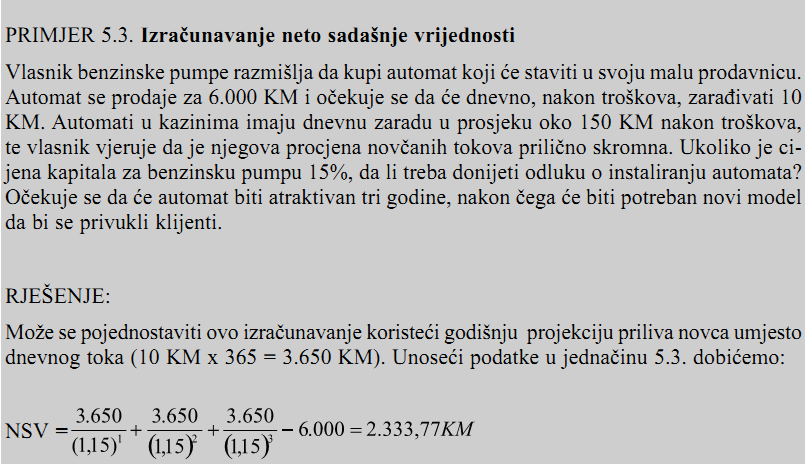 PRIMJER 5.3. Izračunavanje neto sadašnje vrijednosti
Vlasnik benzinske pumpe razmišlja da kupi automat koji će staviti u svoju malu prodavnicu.
Automat se prodaje za 6.000 KM i očekuje se da će dnevno, nakon troškova, zarađivati 10
KM. Automati u kazinima imaju dnevnu zaradu u prosjeku oko 150 KM nakon troškova,
te vlasnik vjeruje da je njegova procjena novčanih tokova prilično skromna. Ukoliko je ci-
jena kapitala za benzinsku pumpu 15%, da li treba donijeti odluku o instaliranju automata?
Očekuje se da će automat biti atraktivan tri godine, nakon čega će biti potreban novi model
da bi se privukli klijenti.
RJEŠENJE:
Može se pojednostaviti ovo izračunavanje koristeći godišnju projekciju priliva novca umjesto
dnevnog toka (10 KM x 365 = 3.650 KM). Unoseći podatke u jednačinu 5.3. dobićemo:
NSV = 3.650/(1,15)¹ + 3.650/(1,15)² + 3.650/(1,15)³ − 6.000 = 2.333,77KM